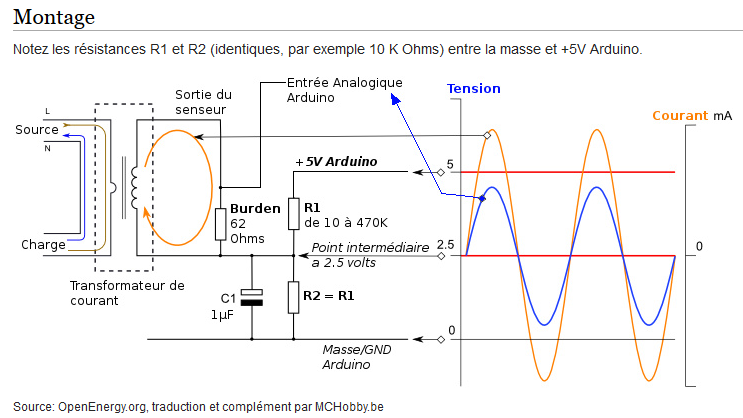 Montage
Notez les résistances R1 et R2 (identiques, par exemple 10 K Ohms) entre la masse et +5V Arduino.
L
Source
N
Charge
Transformateur de
courant
Sortie du
senseur
Entrée Analogique
Arduino
+5V Arduino
Burden
62
Ohms
R1
de 10 à 470K
Point intermédiaire
a 2.5 volts
C1
1µF
R2 = R1
Masse/GND
Arduino
Tension
5
2.5
0
Courant mA
0
Source: OpenEnergy.org, traduction et complément par MCHobby.be